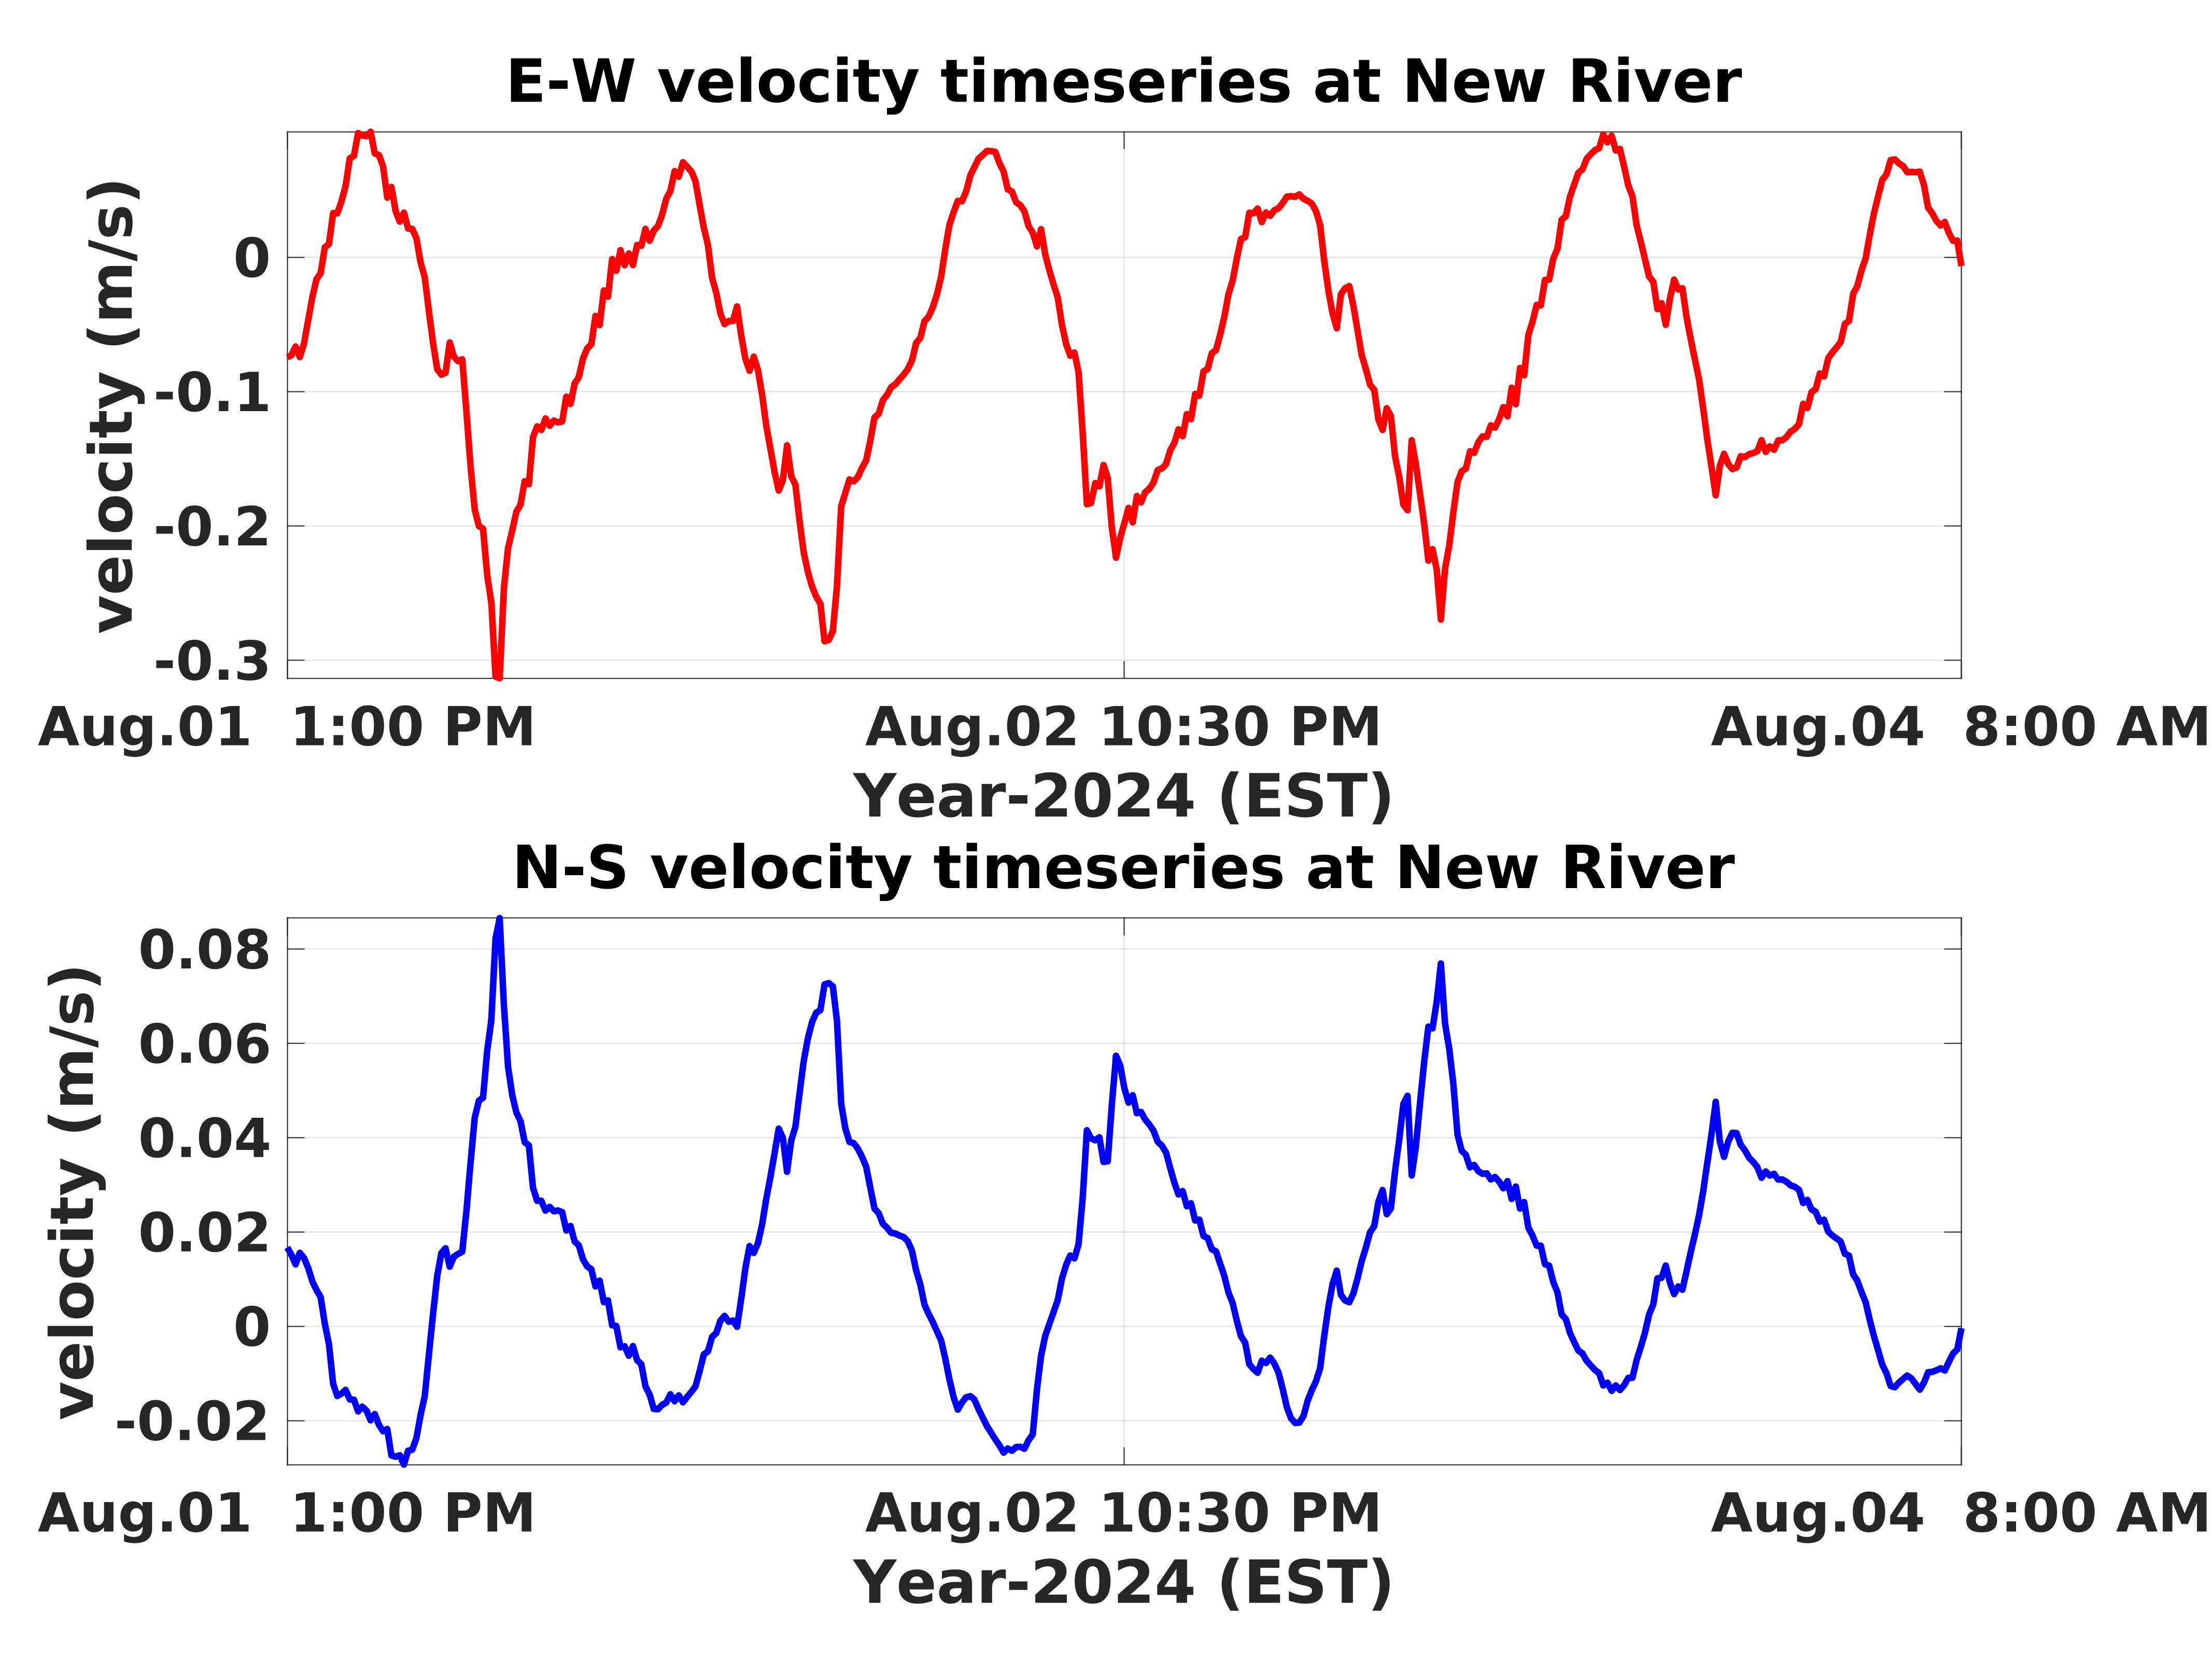 E-W velocity timeseries at New River
velocity (m/s)
0
-0.1
-0.2
-0.3
Aug.01  1:00 PM
Aug.02 10:30 PM
Aug.04  8:00 AM
Year-2024 (EST)
N-S velocity timeseries at New River
velocity (m/s)
0.08
0.06
0.04
0.02
0
-0.02
Aug.01  1:00 PM
Aug.02 10:30 PM
Aug.04  8:00 AM
Year-2024 (EST)